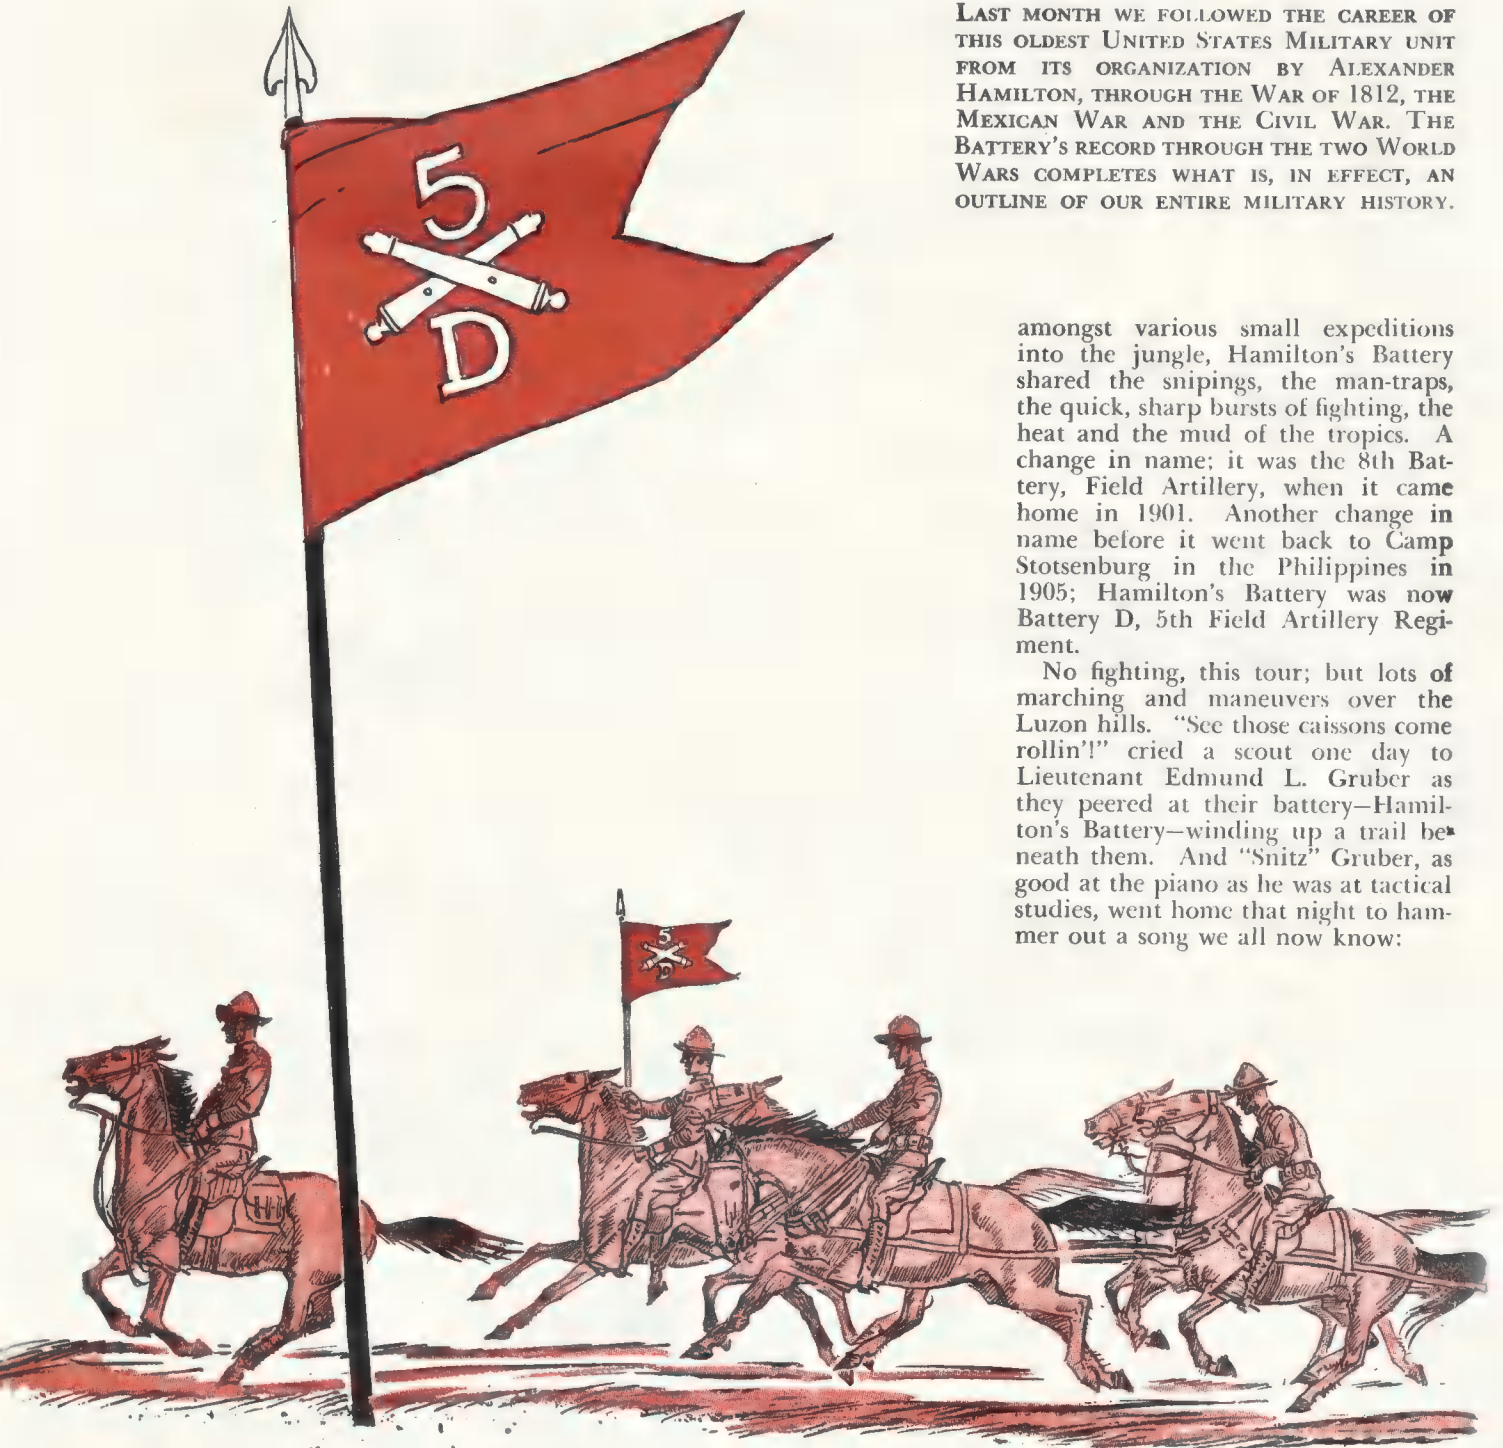 LAST MONTH WE FOLLOWED THE CAREER OF
THIS OLDEST UNITED STATES MILITARY UNIT
FROM ITS ORGANIZATION BY ALEXANDER
HAMILTON, THROUGH THE WAR OF 1812, THE
MEXICAN WAR AND THE CIVIL WAR. THE
BATTERY'S RECORD THROUGH THE TWO WORLD
WARS COMPLETES WHAT IS, IN EFFECT, AN
OUTLINE OF OUR ENTIRE MILITARY HISTORY.
5
D
amongst various small expeditions
into the jungle, Hamilton's Battery
shared the snipings, the man-traps,
the quick, sharp bursts of fighting, the
heat and the mud of the tropics. A
change in name; it was the 8th Bat-
tery, Field Artillery, when it came
home in 1901. Another change in
name before it went back to Camp
Stotsenburg in the Philippines in
1905; Hamilton's Battery was now
Battery D, 5th Field Artillery Regi-
ment.
No fighting, this tour; but lots of
marching and maneuvers over the
Luzon hills. "See those caissons come
rollin'!" cried a scout one day to
Lieutenant Edmund L. Gruber as
they peered at their battery—Hamil-
ton's Battery—winding up a trail be-
neath them. And "Snitz" Gruber, as
good at the piano as he was at tactical
studies, went home that night to ham-
mer out a song we all now know:
5
D